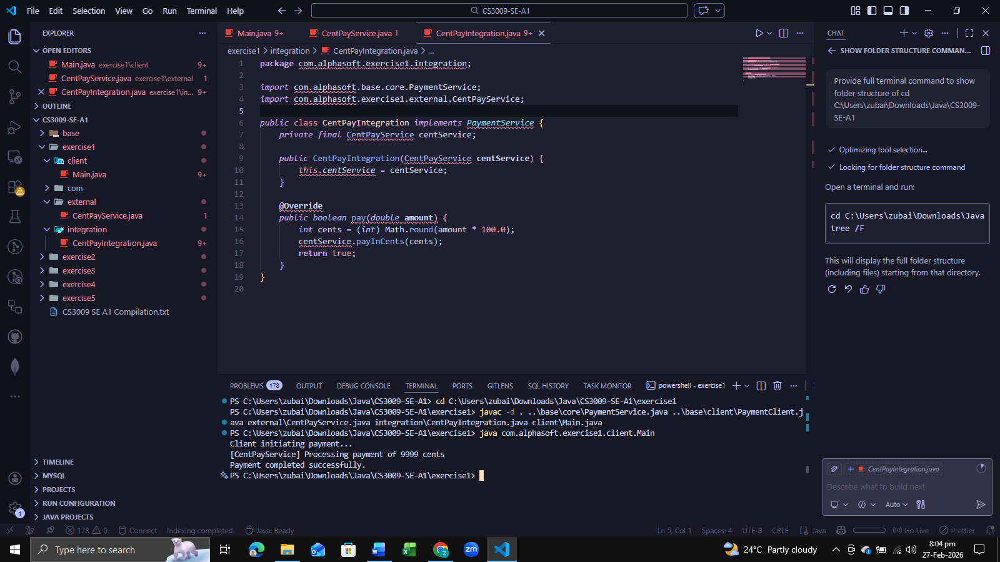 File Edit Selection View Go Run Terminal Help
CS3009-SE-A1
EXPLORER
OPEN EDITORS
Main.java exercise1\client 9+
CentPayService.java exercise1\external 1
CentPayIntegration.java exercise1\in... 9+
OUTLINE
CS3009-SE-A1
base
exercise1
client
Main.java 9+
com
external
CentPayService.java 1
integration
CentPayIntegration.java 9+
exercise2
exercise3
exercise4
exercise5
CS3009 SE A1 Compilation.txt
TIMELINE
MYSQL
PROJECTS
RUN CONFIGURATION
JAVA PROJECTS
Main.java 9+ CentPayService.java 1 CentPayIntegration.java 9+
exercise1 > integration > CentPayIntegration.java > ...
1 package com.alphasoft.exercise1.integration;
2
3 import com.alphasoft.base.core.PaymentService;
4 import com.alphasoft.exercise1.external.CentPayService;
5
6 public class CentPayIntegration implements PaymentService {
7 private final CentPayService centService;
8
9 public CentPayIntegration(CentPayService centService) {
10 this.centService = centService;
11 }
12
13 @Override
14 public boolean pay(double amount) {
15 int cents = (int) Math.round(amount * 100.0);
16 centService.payInCents(cents);
17 return true;
18 }
19 }
20
PROBLEMS 178 OUTPUT DEBUG CONSOLE TERMINAL PORTS GITLENS SQL HISTORY TASK MONITOR powershell - exercise1
PS C:\Users\zubai\Downloads\Java\CS3009-SE-A1> cd C:\Users\zubai\Downloads\Java\CS3009-SE-A1\exercise1
PS C:\Users\zubai\Downloads\Java\CS3009-SE-A1\exercise1> javac -d . ..\base\core\PaymentService.java ..\base\client\PaymentClient.j
ava external\CentPayService.java integration\CentPayIntegration.java client\Main.java
PS C:\Users\zubai\Downloads\Java\CS3009-SE-A1\exercise1> java com.alphasoft.exercise1.client.Main
Client initiating payment...
[CentPayService] Processing payment of 9999 cents
Payment completed successfully.
PS C:\Users\zubai\Downloads\Java\CS3009-SE-A1\exercise1>
CHAT
SHOW FOLDER STRUCTURE COMMAN...
Provide full terminal command to show
folder structure of cd
C:\Users\zubai\Downloads\Java\CS3009-
SE-A1
Optimizing tool selection...
Looking for folder structure command
Open a terminal and run:
cd C:\Users\zubai\Downloads\Java
tree /F
This will display the full folder structure
(including files) starting from that directory.
CentPayIntegration.java
Describe what to build next
Auto
1
178 0 Connect Indexing completed. Java: Ready
Ln 5, Col 1 Spaces: 4 UTF-8 CRLF Java Go Live Prettier
Type here to search
zm
24°C Partly cloudy
8:04 pm
27-Feb-2026